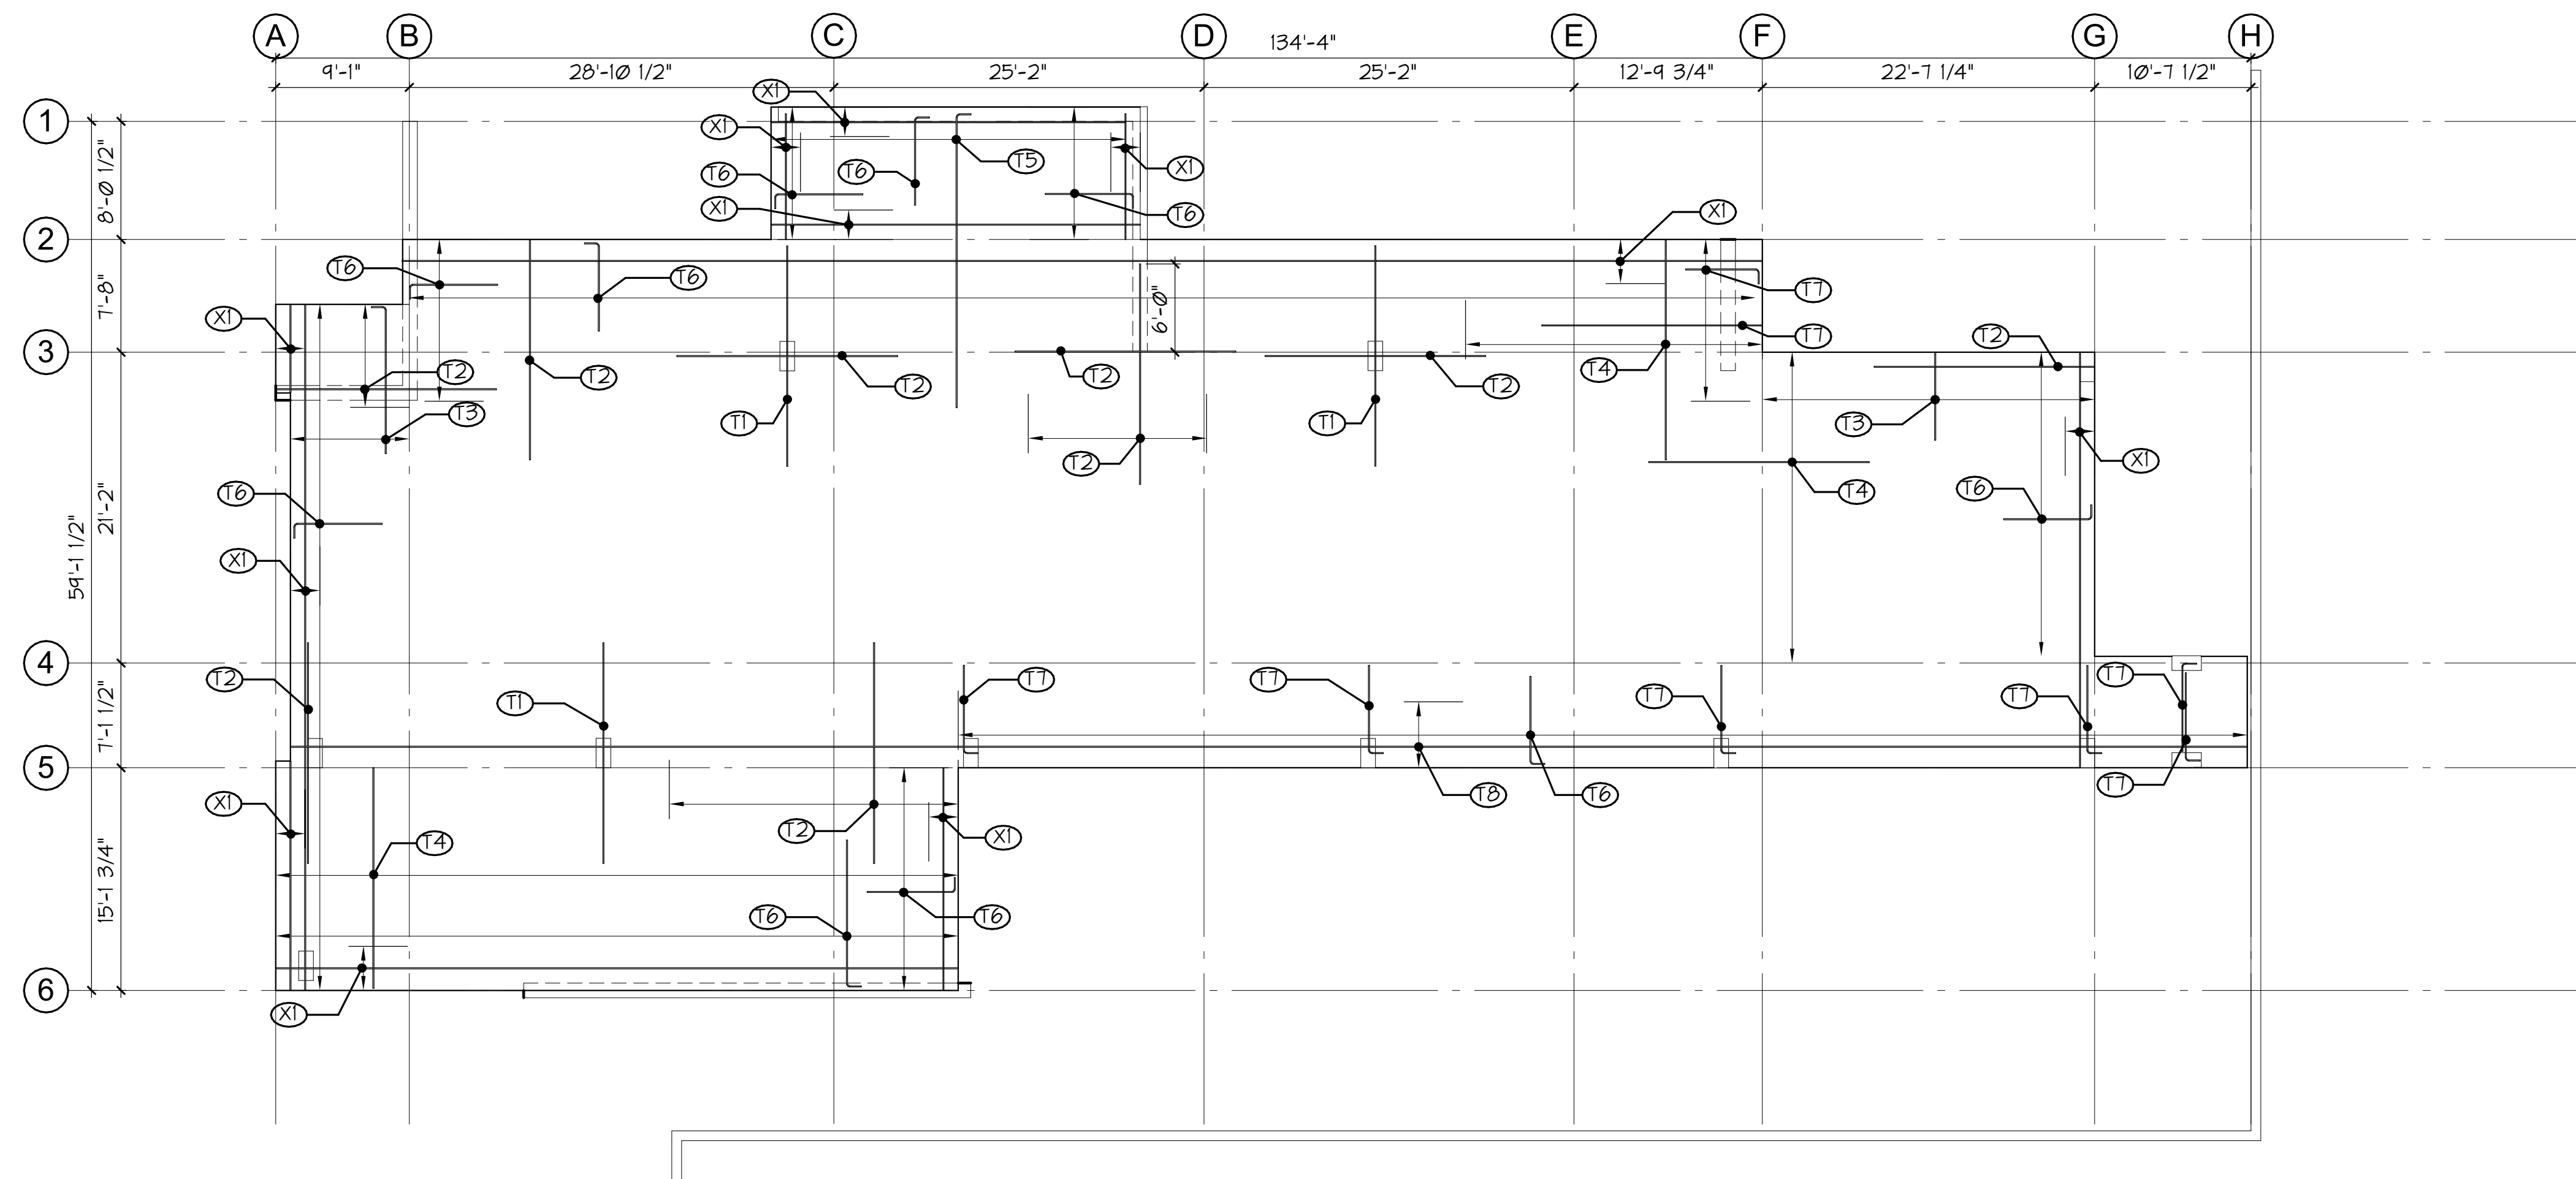 A B C D E F G H
134'-4"
9'-1" 28'-10 1/2" 25'-2" 25'-2" 12'-9 3/4" 22'-7 1/4" 10'-7 1/2"
X1
1 X1
T6 T6 T5 X1
8'-0 1/2"
X1 T6 X1
2
T6 T6 T7
7'-8" X1 6'-0" T7 T2
3
T2 T2 T2 T2 T2 T4
T3 T1 T1 T3
T2 X1
T6 T4 T6
21'-2"
59'-1 1/2"
X1
4
T2 T7 T7 T7
T1 T7 T7
7'-1 1/2"
5
T8 T6 T7
X1 T2 X1
T4
15'-1 3/4"
T6 T6
6
X1